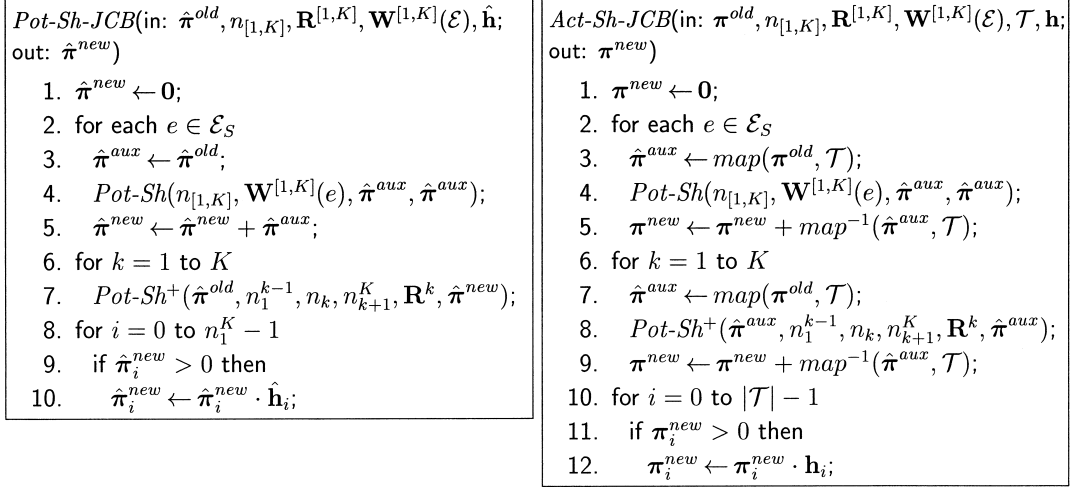 Pot-Sh-JCB(in: π̂^old, n_[1,K], R^[1,K], W^[1,K](ℰ), ĥ;
out: π̂^new)
1. π̂^new ← 0;
2. for each e ∈ ℰ_S
3. π̂^aux ← π̂^old;
4. Pot-Sh(n_[1,K], W^[1,K](e), π̂^aux, π̂^aux);
5. π̂^new ← π̂^new + π̂^aux;
6. for k = 1 to K
7. Pot-Sh⁺(π̂^old, n_1^{k−1}, n_k, n_{k+1}^K, R^k, π̂^new);
8. for i = 0 to n_1^K − 1
9. if π̂_i^new > 0 then
10. π̂_i^new ← π̂_i^new · ĥ_i;
Act-Sh-JCB(in: π^old, n_[1,K], R^[1,K], W^[1,K](ℰ), 𝒯, h;
out: π^new)
1. π^new ← 0;
2. for each e ∈ ℰ_S
3. π̂^aux ← map(π^old, 𝒯);
4. Pot-Sh(n_[1,K], W^[1,K](e), π̂^aux, π̂^aux);
5. π^new ← π^new + map^{−1}(π̂^aux, 𝒯);
6. for k = 1 to K
7. π̂^aux ← map(π^old, 𝒯);
8. Pot-Sh⁺(π̂^aux, n_1^{k−1}, n_k, n_{k+1}^K, R^k, π̂^aux);
9. π^new ← π^new + map^{−1}(π̂^aux, 𝒯);
10. for i = 0 to |𝒯| − 1
11. if π_i^new > 0 then
12. π_i^new ← π_i^new · h_i;